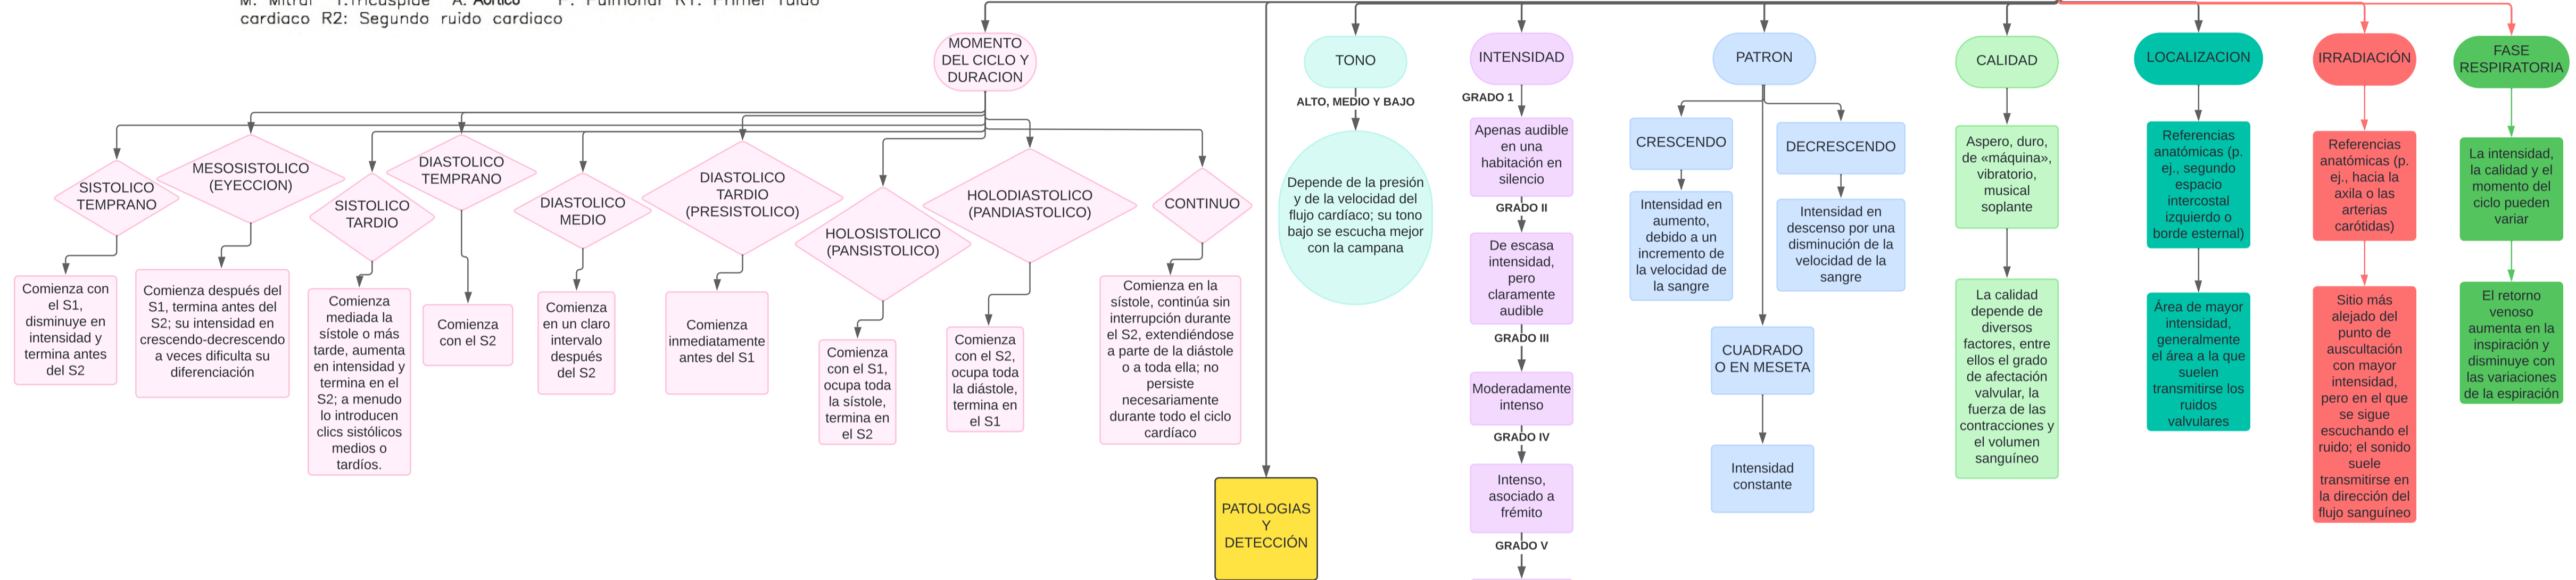 M: Mitral T:Tricúspide A: Aórtico P: Pulmonar R1: Primer ruido
cardiaco R2: Segundo ruido cardiaco
MOMENTO
DEL CICLO Y
DURACION
SISTOLICO
TEMPRANO
Comienza con
el S1,
disminuye en
intensidad y
termina antes
del S2
MESOSISTOLICO
(EYECCION)
Comienza después del
S1, termina antes del
S2; su intensidad en
crescendo-decrescendo
a veces dificulta su
diferenciación
SISTOLICO
TARDIO
Comienza
mediada la
sístole o más
tarde, aumenta
en intensidad y
termina en el
S2; a menudo
lo introducen
clics sistólicos
medios o
tardíos.
DIASTOLICO
TEMPRANO
Comienza
con el S2
DIASTOLICO
MEDIO
Comienza
en un claro
intervalo
después
del S2
DIASTOLICO
TARDIO
(PRESISTOLICO)
Comienza
inmediatamente
antes del S1
HOLOSISTOLICO
(PANSISTOLICO)
Comienza
con el S1,
ocupa toda
la sístole,
termina en
el S2
HOLODIASTOLICO
(PANDIASTOLICO)
Comienza
con el S2,
ocupa toda
la diástole,
termina en
el S1
CONTINUO
Comienza en la
sístole, continúa sin
interrupción durante
el S2, extendiéndose
a parte de la diástole
o a toda ella; no
persiste
necesariamente
durante todo el ciclo
cardíaco
PATOLOGIAS
Y
DETECCIÓN
TONO
ALTO, MEDIO Y BAJO
Depende de la presión
y de la velocidad del
flujo cardíaco; su tono
bajo se escucha mejor
con la campana
INTENSIDAD
GRADO 1
Apenas audible
en una
habitación en
silencio
GRADO II
De escasa
intensidad,
pero
claramente
audible
GRADO III
Moderadamente
intenso
GRADO IV
Intenso,
asociado a
frémito
GRADO V
PATRON
CRESCENDO
Intensidad en
aumento,
debido a un
incremento de
la velocidad de
la sangre
DECRESCENDO
Intensidad en
descenso por una
disminución de la
velocidad de la
sangre
CUADRADO
O EN MESETA
Intensidad
constante
CALIDAD
Aspero, duro,
de «máquina»,
vibratorio,
musical
soplante
La calidad
depende de
diversos
factores, entre
ellos el grado
de afectación
valvular, la
fuerza de las
contracciones y
el volumen
sanguíneo
LOCALIZACION
Referencias
anatómicas (p.
ej., segundo
espacio
intercostal
izquierdo o
borde esternal)
Área de mayor
intensidad,
generalmente
el área a la que
suelen
transmitirse los
ruidos
valvulares
IRRADIACIÓN
Referencias
anatómicas (p.
ej., hacia la
axila o las
arterias
carótidas)
Sitio más
alejado del
punto de
auscultación
con mayor
intensidad,
pero en el que
se sigue
escuchando el
ruido; el sonido
suele
transmitirse en
la dirección del
flujo sanguíneo
FASE
RESPIRATORIA
La intensidad,
la calidad y el
momento del
ciclo pueden
variar
El retorno
venoso
aumenta en la
inspiración y
disminuye con
las variaciones
de la espiración